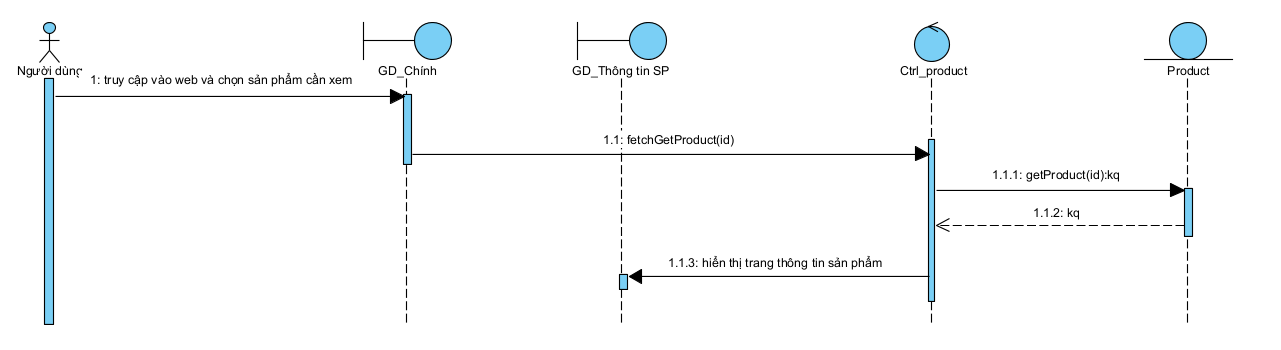 Người dùng
GD_Chính
GD_Thông tin SP
Ctrl_product
Product
1: truy cập vào web và chọn sản phẩm cần xem
1.1: fetchGetProduct(id)
1.1.1: getProduct(id):kq
1.1.2: kq
1.1.3: hiển thị trang thông tin sản phẩm